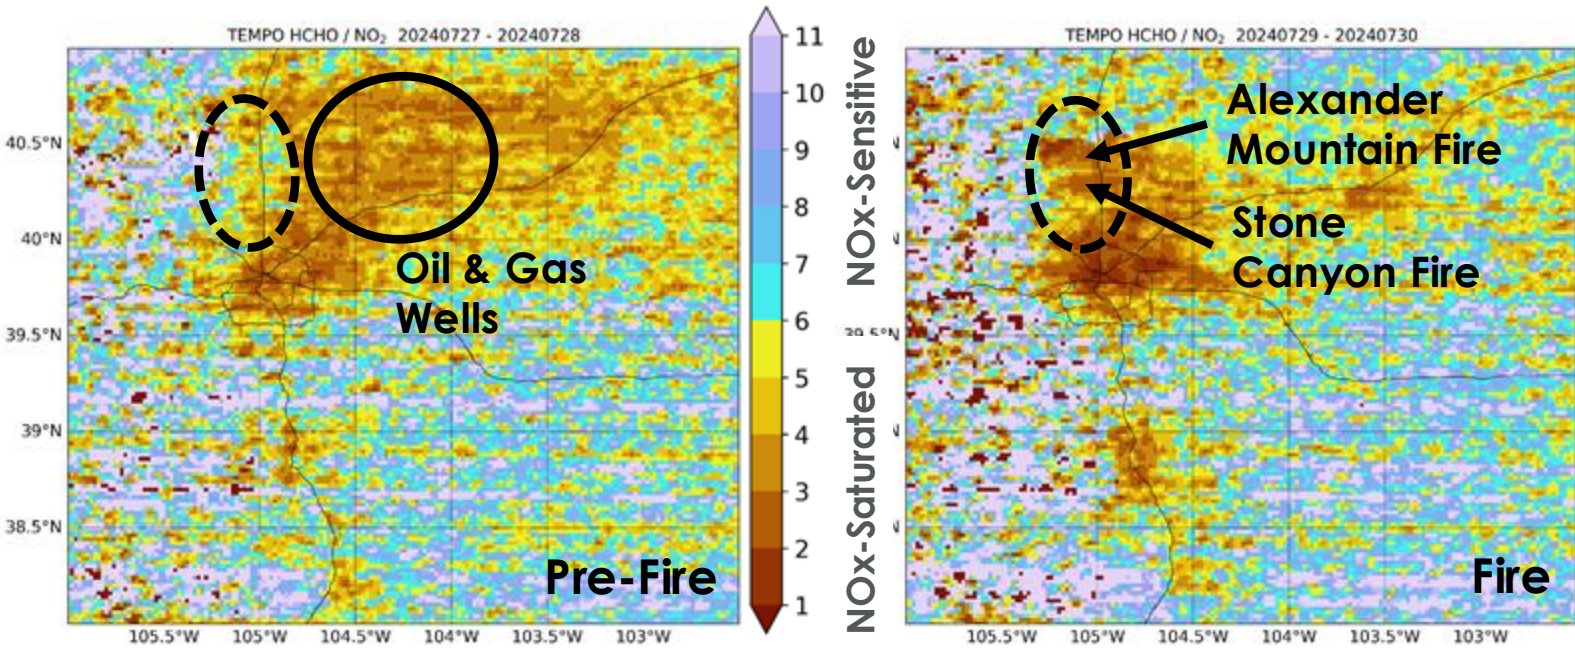 TEMPO HCHO / NO₂ 20240727 - 20240728
40.5°N
40°N
39.5°N
39°N
38.5°N
105.5°W
105°W
104.5°W
104°W
103.5°W
103°W
Oil & Gas
Wells
Pre-Fire
11
10
9
8
7
6
5
4
3
2
1
NOx-Sensitive
NOx-Saturated
TEMPO HCHO / NO₂ 20240729 - 20240730
Alexander
Mountain Fire
Stone
Canyon Fire
Fire
105.5°W
105°W
104.5°W
104°W
103.5°W
103°W